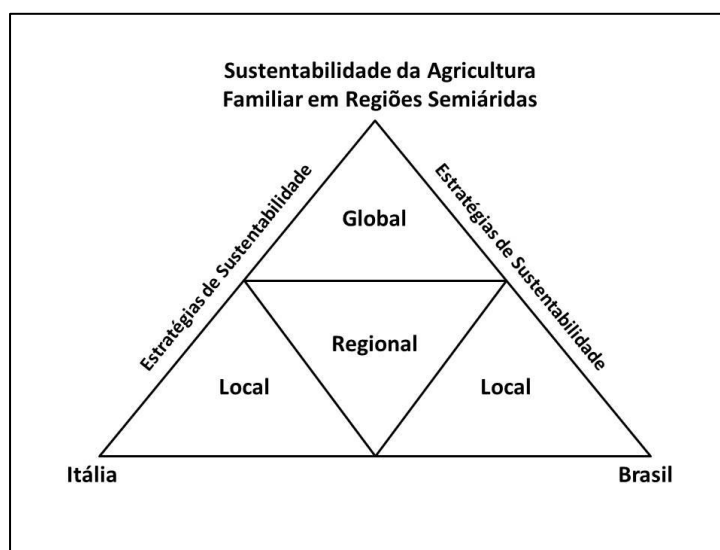 Sustentabilidade da Agricultura
Familiar em Regiões Semiáridas
Estratégias de Sustentabilidade
Estratégias de Sustentabilidade
Global
Regional
Local
Local
Itália
Brasil